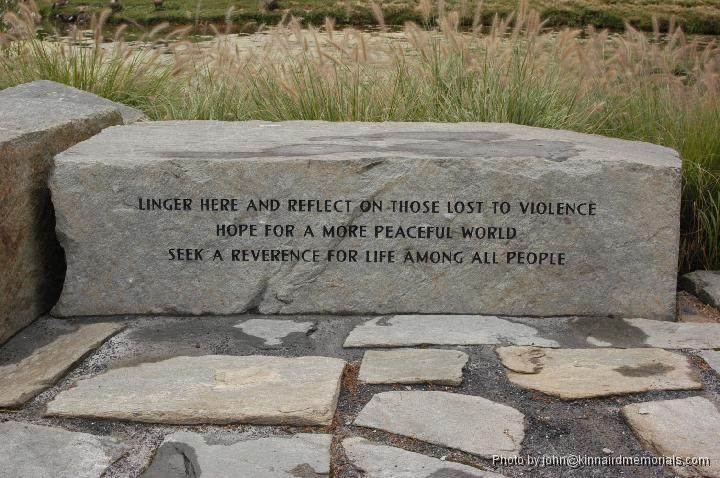 LINGER HERE AND REFLECT ON THOSE LOST TO VIOLENCE
HOPE FOR A MORE PEACEFUL WORLD
SEEK A REVERENCE FOR LIFE AMONG ALL PEOPLE
Photo by john@kinnairdmemorials.com